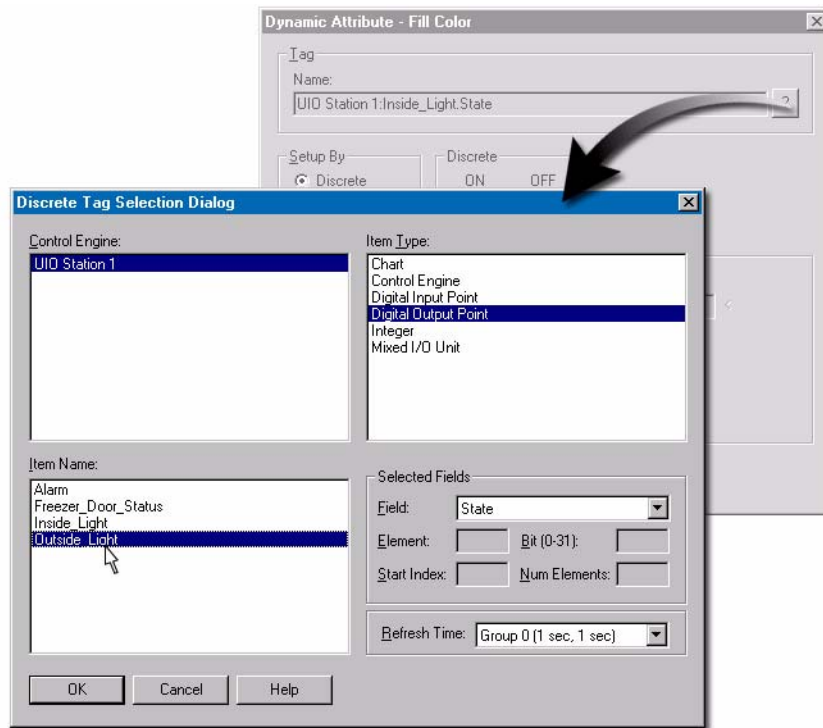 Dynamic Attribute - Fill Color
Tag
Name:
UIO Station 1:Inside_Light.State
?
Setup By
Discrete
Discrete
ON OFF
<
Discrete Tag Selection Dialog
Control Engine:
UIO Station 1
Item Type:
Chart
Control Engine
Digital Input Point
Digital Output Point
Integer
Mixed I/O Unit
Item Name:
Alarm
Freezer_Door_Status
Inside_Light
Outside_Light
Selected Fields
Field: State
Element: Bit (0-31):
Start Index: Num Elements:
Refresh Time: Group 0 (1 sec, 1 sec)
OK Cancel Help